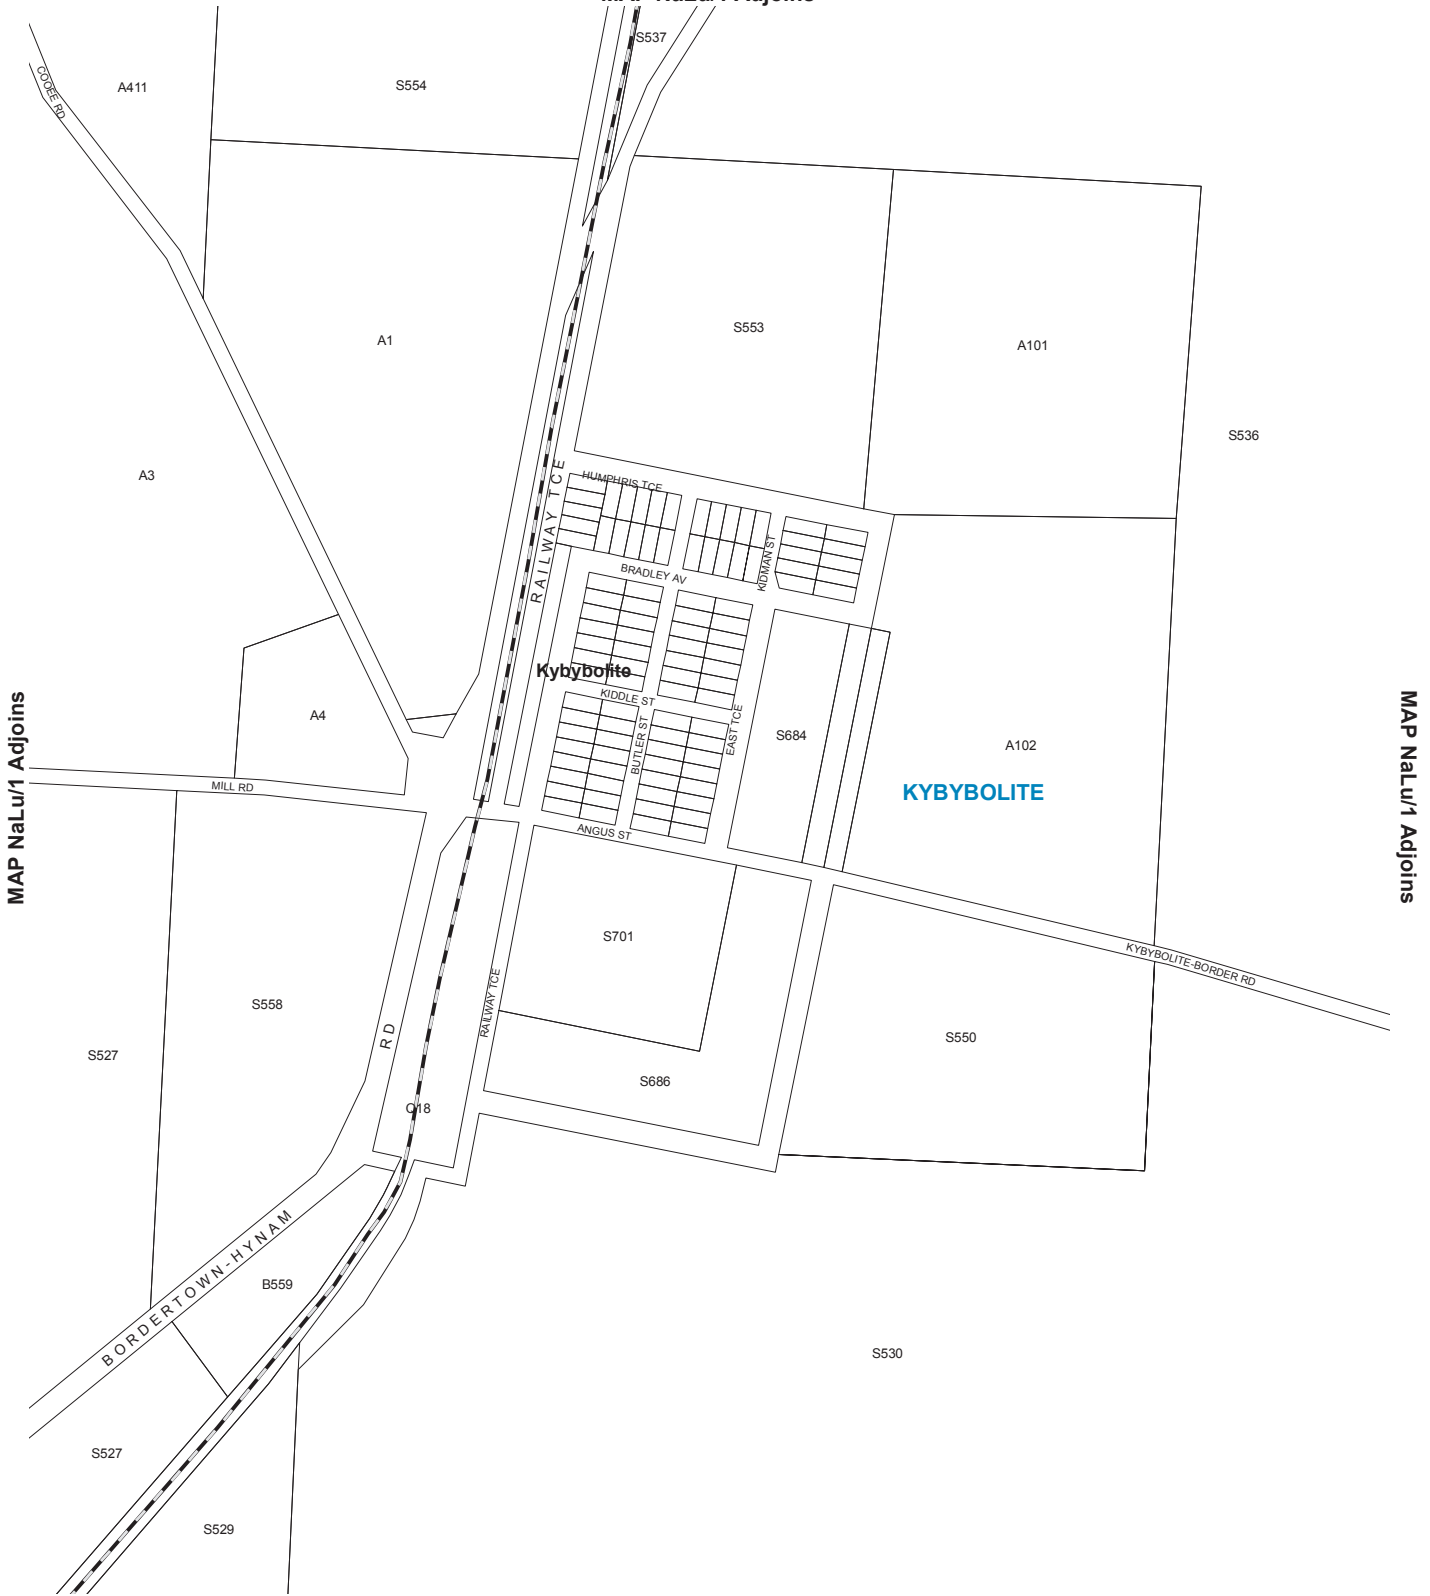 S537
A411
S554
COOEE RD
A1
S553
A101
S536
A3
HUMPHRIS TCE
RAILWAY TCE
KIDMAN ST
BRADLEY AV
Kybybolite
KIDDLE ST
A4
BUTLER ST
EAST TCE
S684
A102
MAP NaLu/1 Adjoins
MAP NaLu/1 Adjoins
MILL RD
KYBYBOLITE
ANGUS ST
S701
KYBYBOLITE-BORDER RD
S558
RAILWAY TCE
RD
S550
S527
S686
Q18
BORDERTOWN-HYNAM
B559
S530
S527
S529